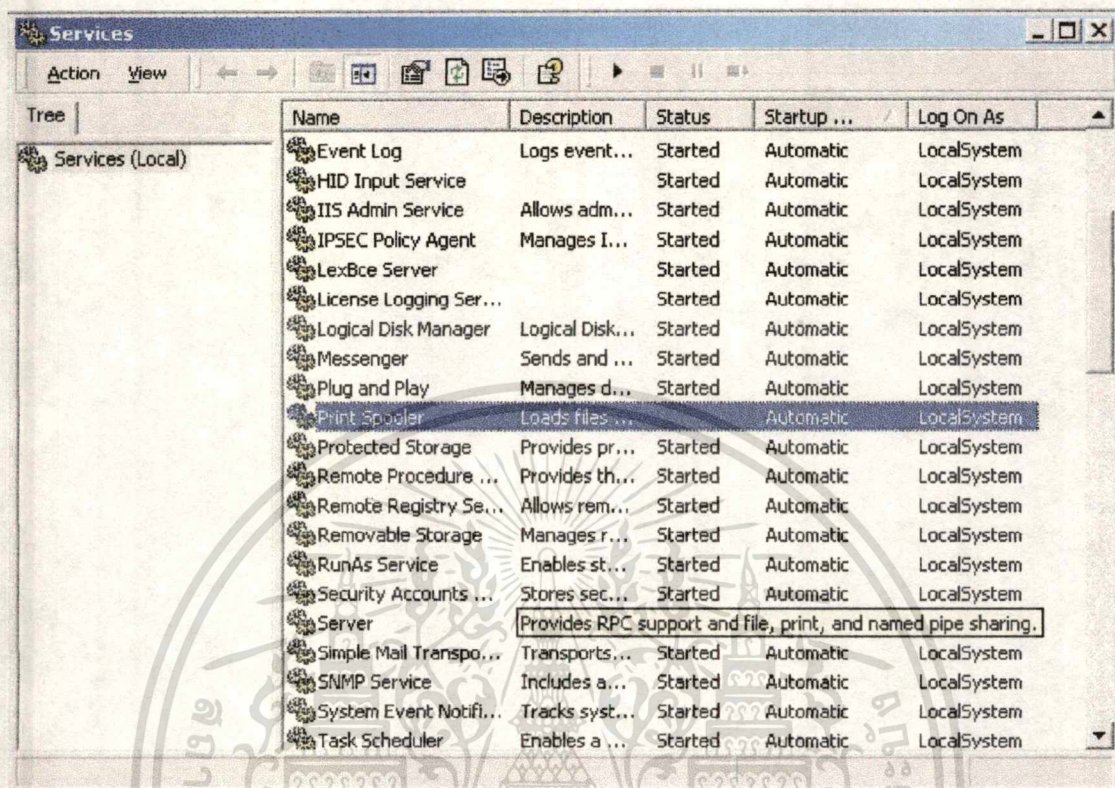 Services
Action View
Tree
Services (Local)
Name Description Status Startup ... Log On As
Event Log Logs event... Started Automatic LocalSystem
HID Input Service Started Automatic LocalSystem
IIS Admin Service Allows adm... Started Automatic LocalSystem
IPSEC Policy Agent Manages I... Started Automatic LocalSystem
LexBce Server Started Automatic LocalSystem
License Logging Ser... Started Automatic LocalSystem
Logical Disk Manager Logical Disk... Started Automatic LocalSystem
Messenger Sends and ... Started Automatic LocalSystem
Plug and Play Manages d... Started Automatic LocalSystem
Print Spooler Loads files ... Automatic LocalSystem
Protected Storage Provides pr... Started Automatic LocalSystem
Remote Procedure ... Provides th... Started Automatic LocalSystem
Remote Registry Se... Allows rem... Started Automatic LocalSystem
Removable Storage Manages r... Started Automatic LocalSystem
RunAs Service Enables st... Started Automatic LocalSystem
Security Accounts ... Stores sec... Started Automatic LocalSystem
Server Provides RPC support and file, print, and named pipe sharing.
Simple Mail Transpo... Transports... Started Automatic LocalSystem
SNMP Service Includes a... Started Automatic LocalSystem
System Event Notifi... Tracks syst... Started Automatic LocalSystem
Task Scheduler Enables a ... Started Automatic LocalSystem